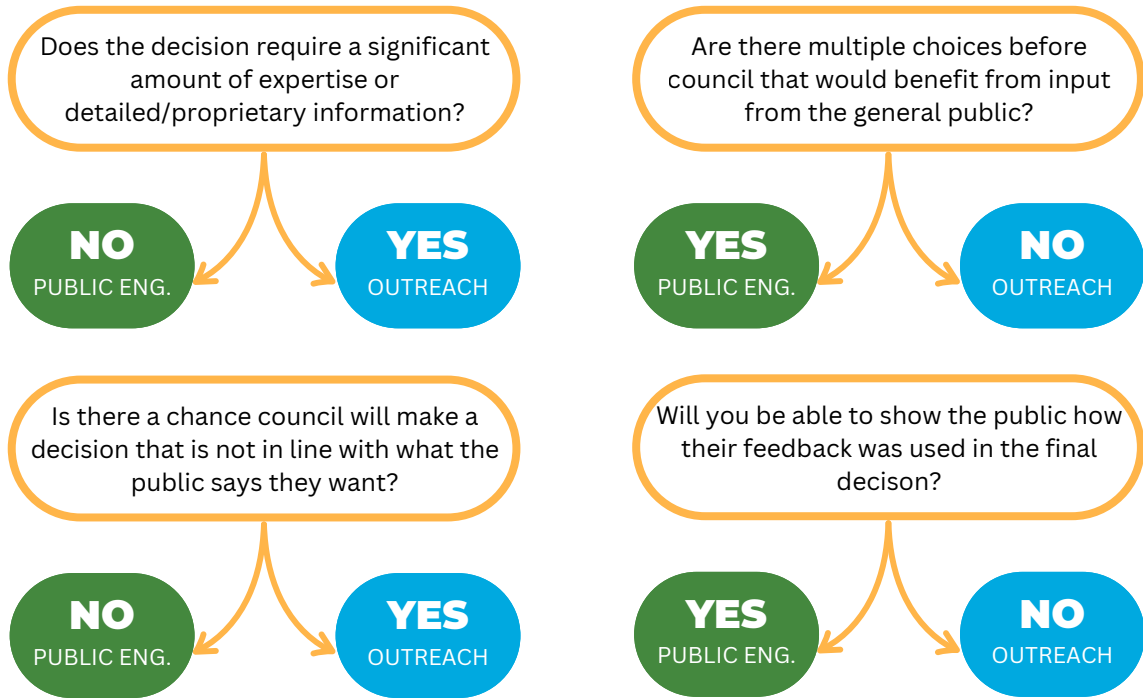 Does the decision require a significant
amount of expertise or
detailed/proprietary information?
NO
PUBLIC ENG.
YES
OUTREACH
Are there multiple choices before
council that would benefit from input
from the general public?
YES
PUBLIC ENG.
NO
OUTREACH
Is there a chance council will make a
decision that is not in line with what the
public says they want?
NO
PUBLIC ENG.
YES
OUTREACH
Will you be able to show the public how
their feedback was used in the final
decison?
YES
PUBLIC ENG.
NO
OUTREACH